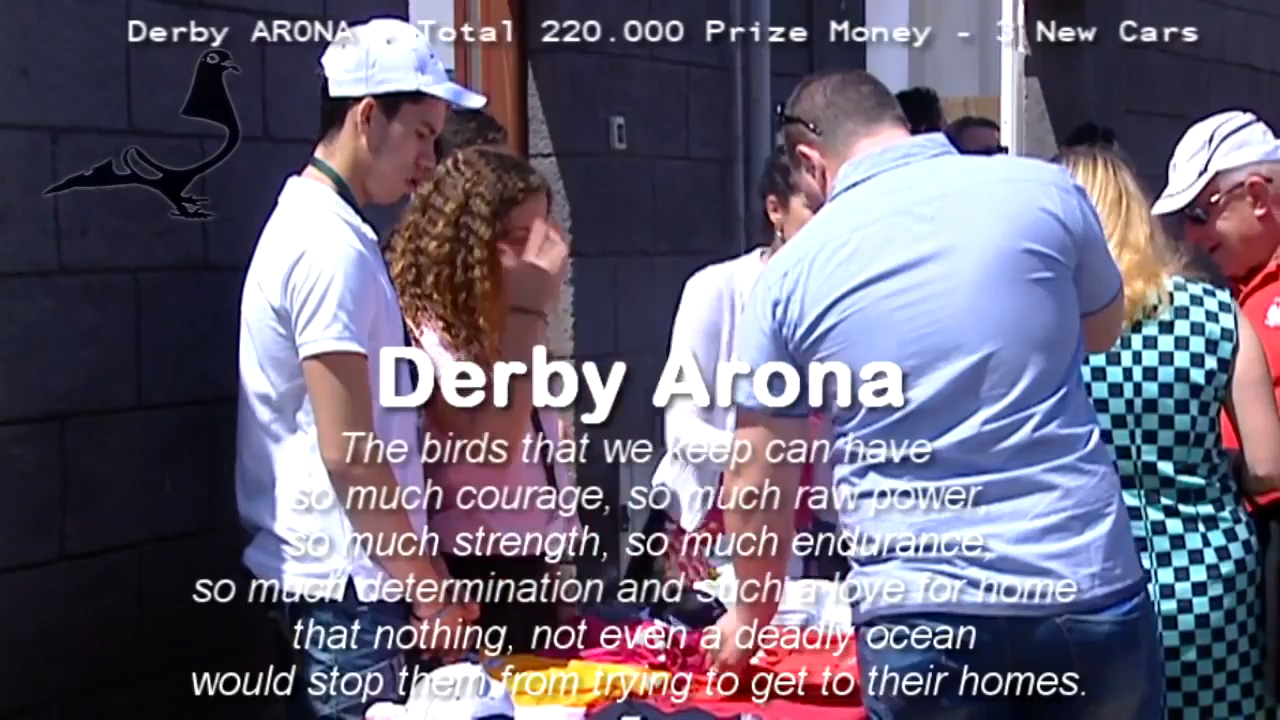 Derby ARONA - Total 220.000 Prize Money - 3 New Cars
Derby Arona
The birds that we keep can have
so much courage, so much raw power,
so much strength, so much endurance,
so much determination and such a love for home
that nothing, not even a deadly ocean
would stop them from trying to get to their homes.